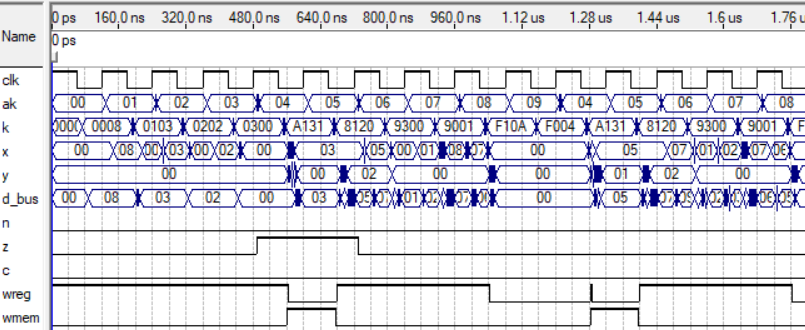 0 ps 160.0 ns 320.0 ns 480.0 ns 640.0 ns 800.0 ns 960.0 ns 1.12 us 1.28 us 1.44 us 1.6 us 1.76 u
Name
0 ps
clk
ak 00 01 02 03 04 05 06 07 08 09 04 05 06 07 08
k 0008 0103 0202 0300 A131 8120 9300 9001 F10A F004 A131 8120 9300 9001 F
x 00 08 00 03 00 02 00 03 05 00 01 08 07 00 05 07 01 02 07 06
y 00 00 02 00 00 01 02 00
d_bus 00 08 03 02 00 03 01 00 05
n
z
c
wreg
wmem